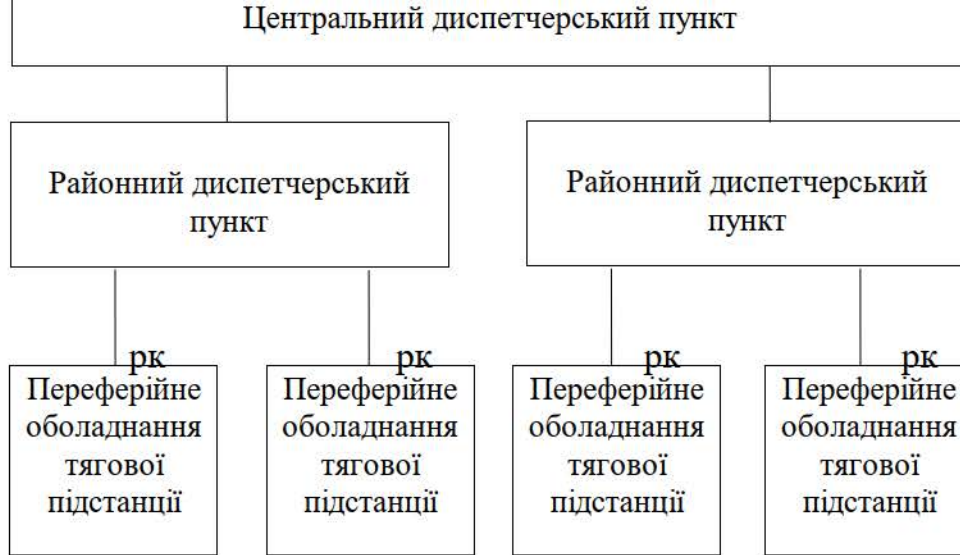 Центральний диспетчерський пункт
Районний диспетчерський
пункт
Районний диспетчерський
пункт
рк
Переферійне
оболаднання
тягової
підстанції
рк
Переферійне
оболаднання
тягової
підстанції
рк
Переферійне
оболаднання
тягової
підстанції
рк
Переферійне
оболаднання
тягової
підстанції